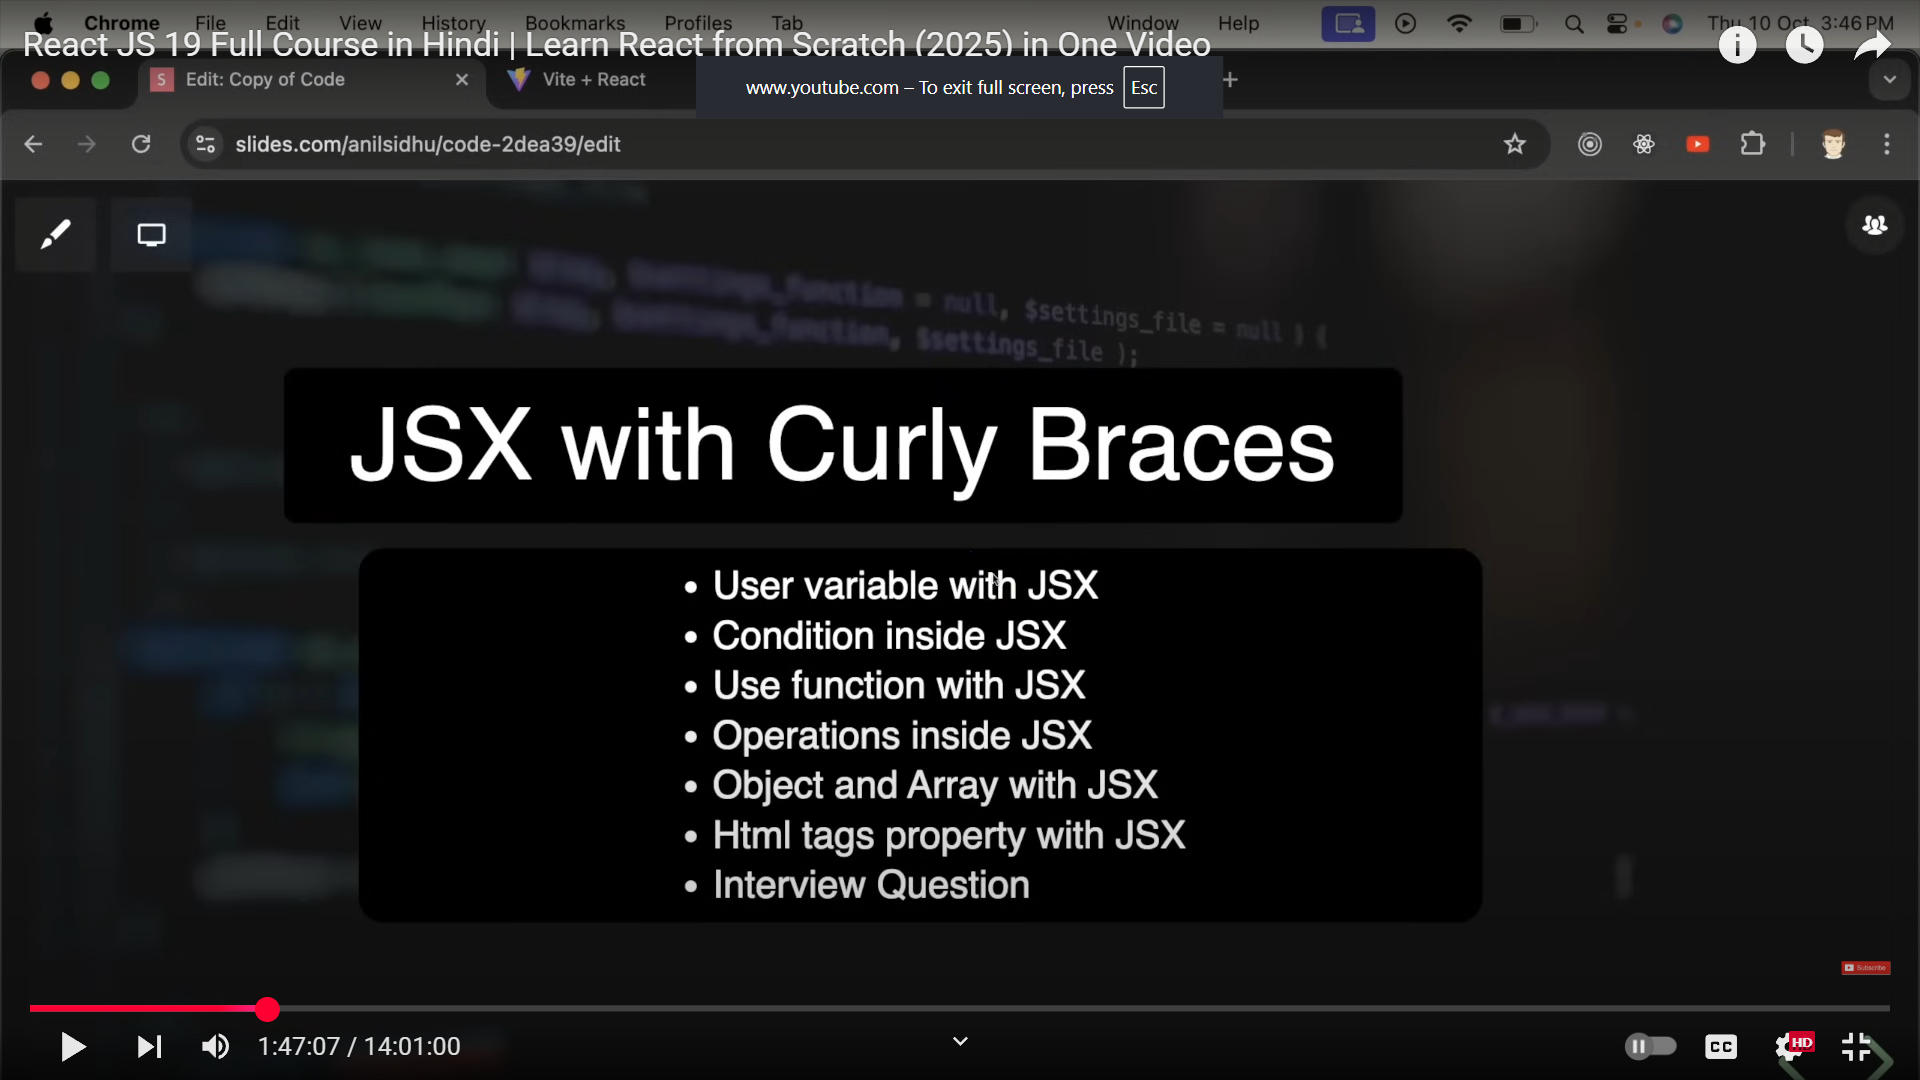 Chrome File Edit View History Bookmarks Profiles Tab Window Help Thu 10 Oct 3:46 PM
React JS 19 Full Course in Hindi | Learn React from Scratch (2025) in One Video
S Edit: Copy of Code Vite + React
www.youtube.com – To exit full screen, press Esc
slides.com/anilsidhu/code-2dea39/edit
= null, $settings_file = null ) {
$settings_file );
JSX with Curly Braces
• User variable with JSX
• Condition inside JSX
• Use function with JSX
• Operations inside JSX
• Object and Array with JSX
• Html tags property with JSX
• Interview Question
Subscribe
1:47:07 / 14:01:00
CC HD